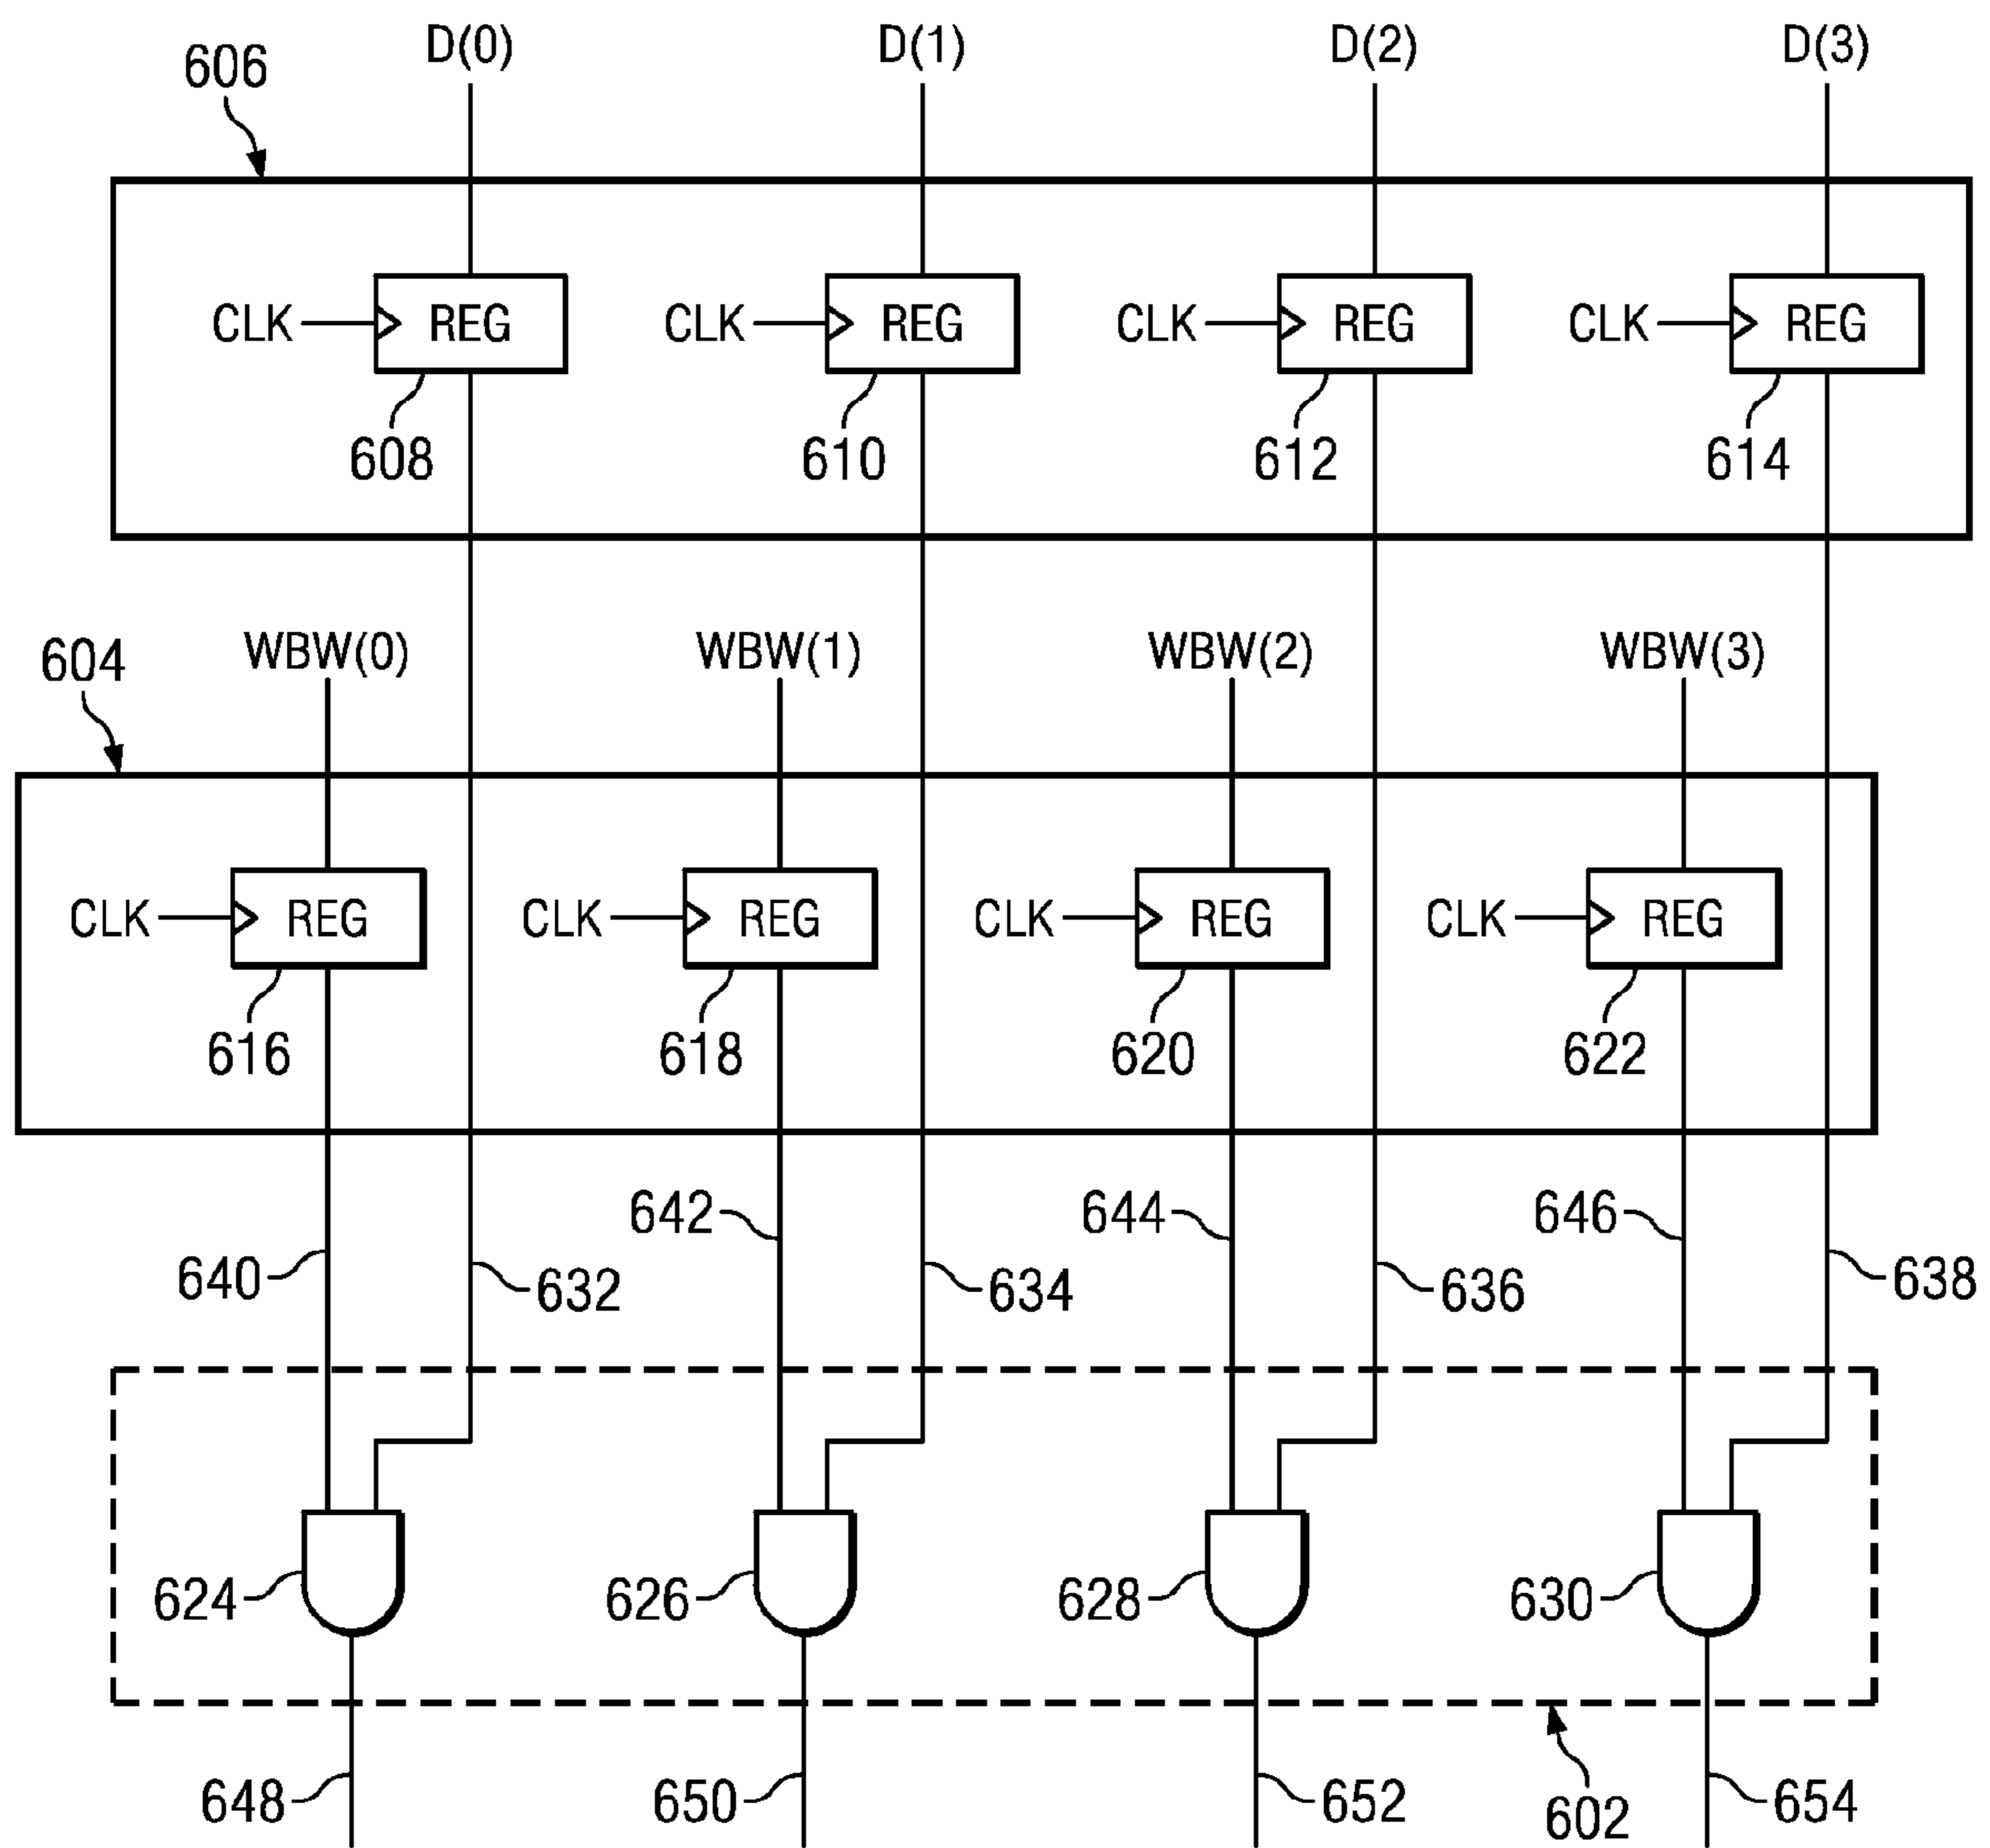 D(0) D(1) D(2) D(3)
606
CLK REG CLK REG CLK REG CLK REG
608 610 612 614
WBW(0) WBW(1) WBW(2) WBW(3)
604
CLK REG CLK REG CLK REG CLK REG
616 618 620 622
642 644 646
640 632 634 636 638
624 626 628 630
648 650 652 602 654